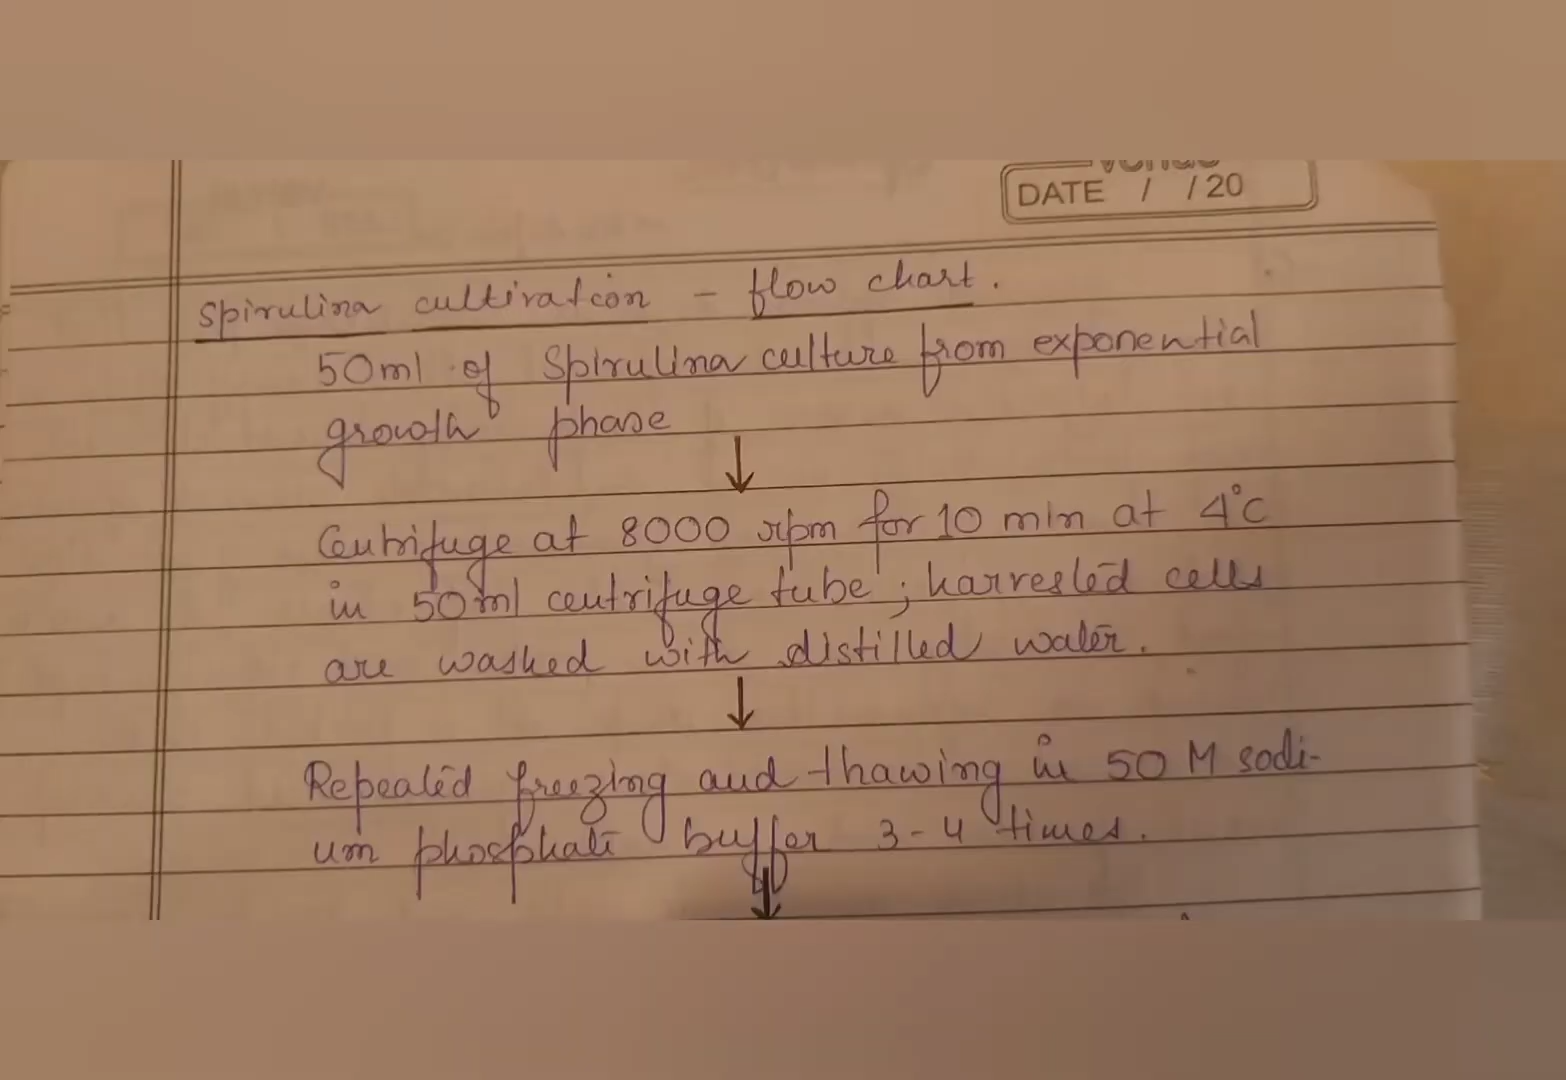 DATE / /20
Spirulina cultivation - flow chart.
50ml of Spirulina culture from exponential
growth phase
↓
Centrifuge at 8000 rpm for 10 min at 4°C
in 50ml centrifuge tube ; harvested cells
are washed with distilled water.
↓
Repeated freezing and thawing in 50 M sodi-
um phosphate buffer 3-4 times.
↓